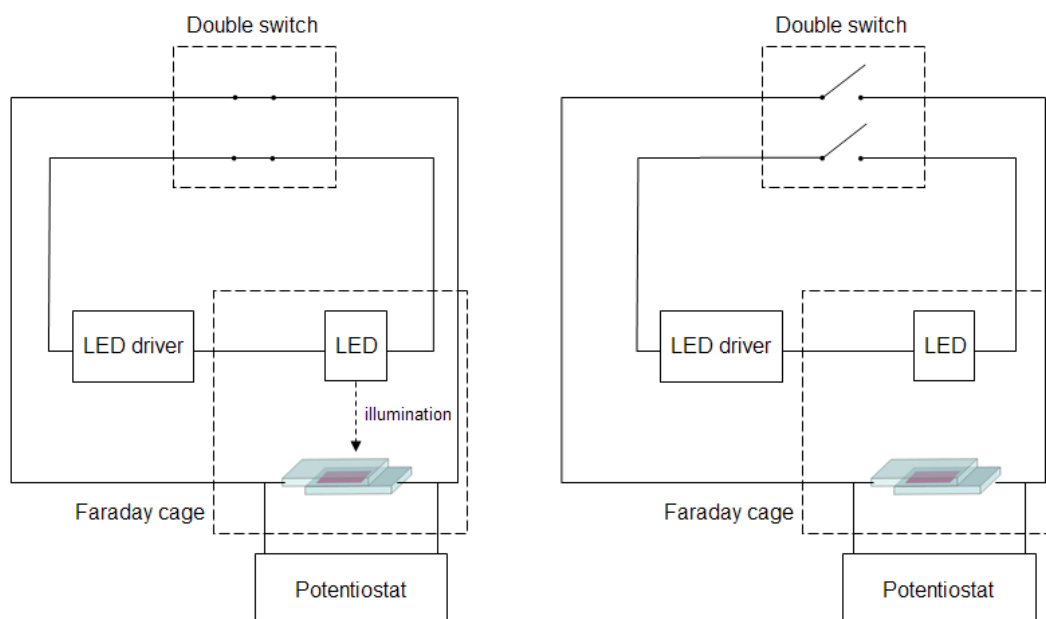 Double switch
LED driver
LED
illumination
Faraday cage
Potentiostat
Double switch
LED driver
LED
Faraday cage
Potentiostat